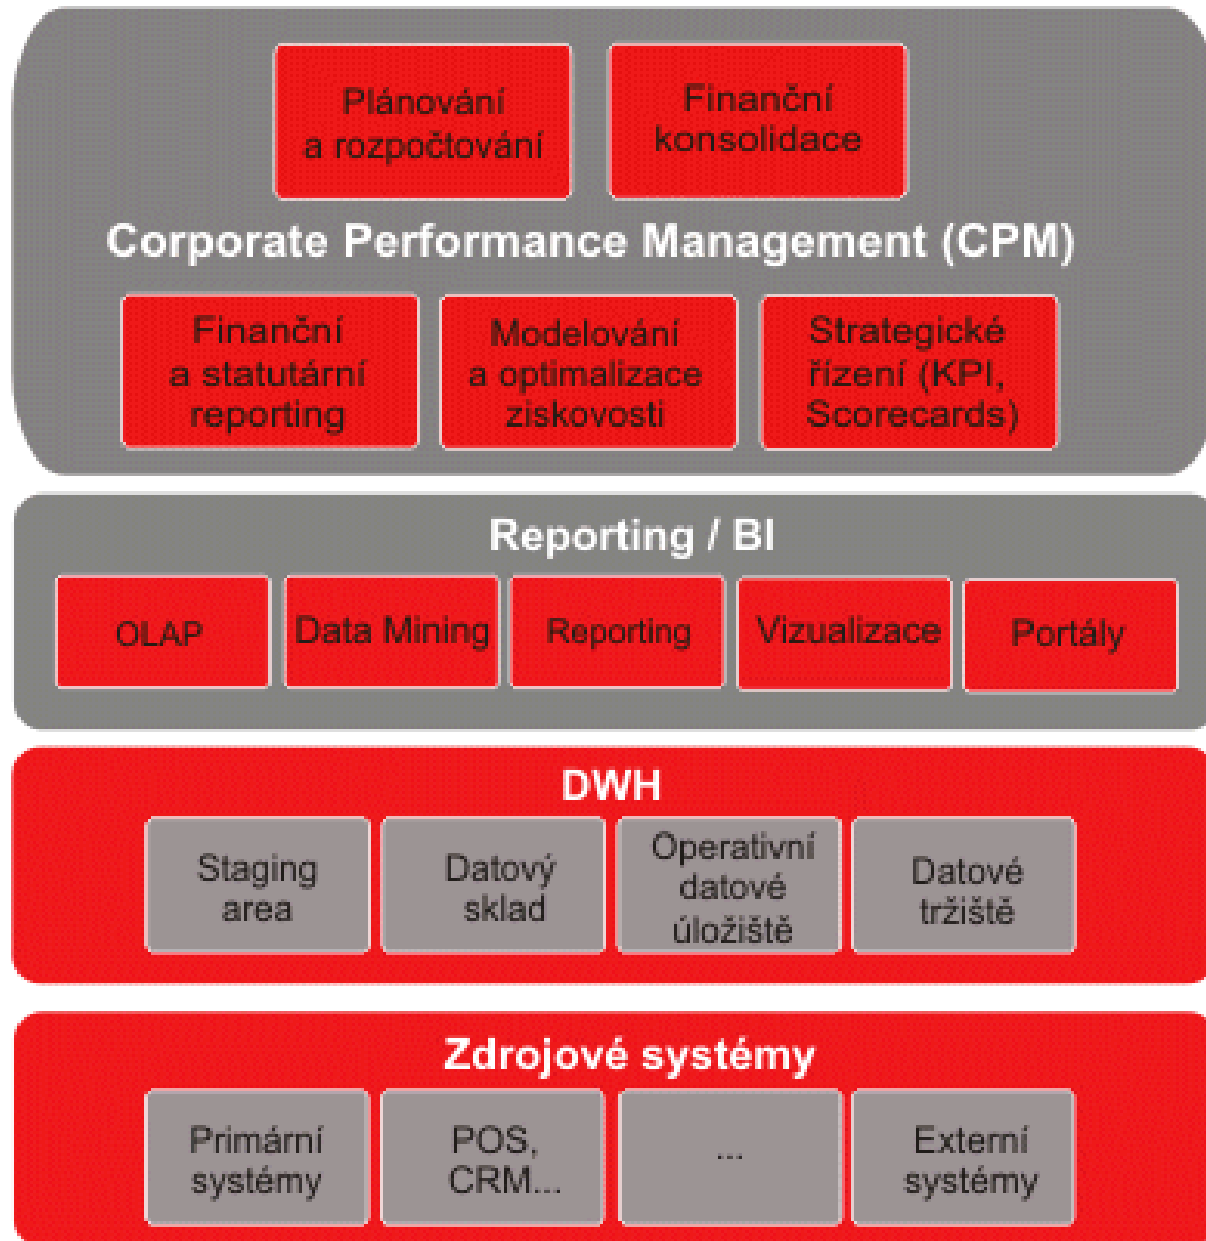 Plánování
a rozpočtování
Finanční
konsolidace
Corporate Performance Management (CPM)
Finanční
a statutární
reporting
Modelování
a optimalizace
ziskovosti
Strategické
řízení (KPI,
Scorecards)
Reporting / BI
OLAP
Data Mining
Reporting
Vizualizace
Portály
DWH
Staging
area
Datový
sklad
Operativní
datové
úložiště
Datové
tržiště
Zdrojové systémy
Primární
systémy
POS,
CRM...
...
Externí
systémy